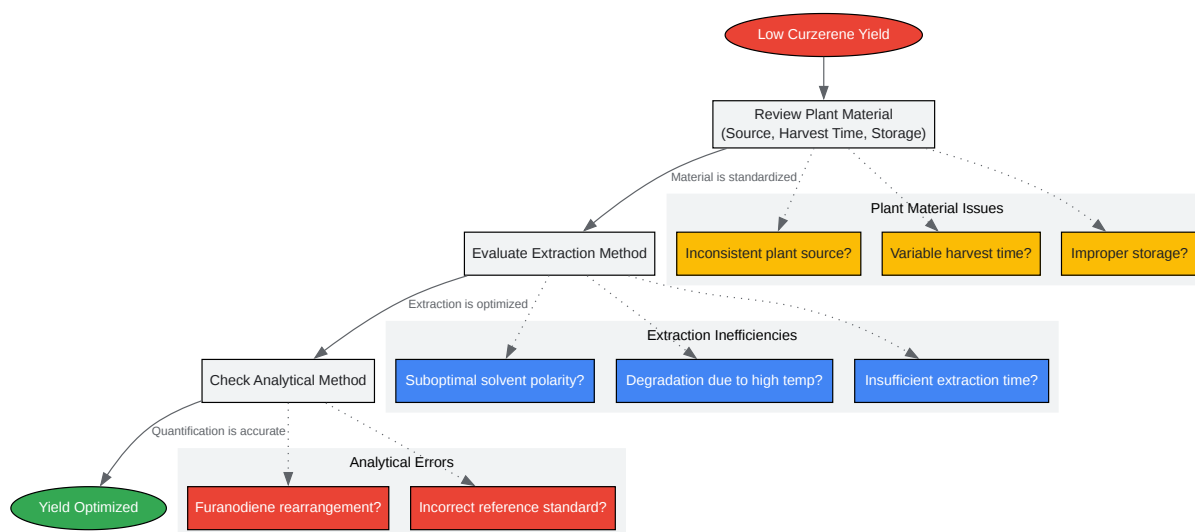 Low Curzerene Yield
Review Plant Material
(Source, Harvest Time, Storage)
Material is standardized
Plant Material Issues
Evaluate Extraction Method
Inconsistent plant source?
Variable harvest time?
Improper storage?
Extraction is optimized
Extraction Inefficiencies
Check Analytical Method
Suboptimal solvent polarity?
Degradation due to high temp?
Insufficient extraction time?
Quantification is accurate
Analytical Errors
Yield Optimized
Furanodiene rearrangement?
Incorrect reference standard?